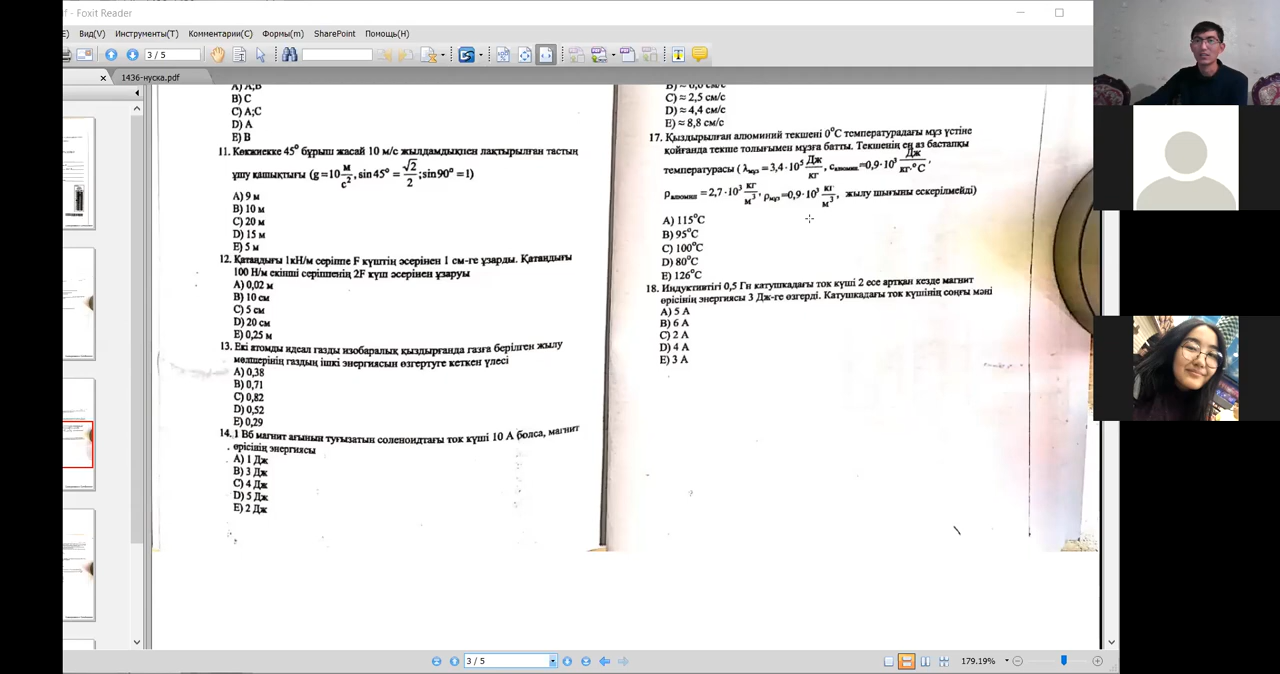 f - Foxit Reader
Е) Вид(V) Инструменты(T) Комментарии(C) Формы(m) SharePoint Помощь(H)
3 / 5
1436-нуска.pdf
A) A,B
B) C
C) A;C
D) A
E) B
11. Көкжиекке 45° бұрыш жасай 10 м/с жылдамдықпен лақтырылған тастың
ұшу қашықтығы (g=10 м/с², sin45° = √2/2; sin90° = 1)
A) 9 м
B) 10 м
C) 20 м
D) 15 м
E) 5 м
12. Қатаңдығы 1кН/м серіппе F күштің әсерінен 1 см-ге ұзарды. Қатаңдығы
100 Н/м екінші серіппенің 2F күш әсерінен ұзаруы
A) 0,02 м
B) 10 см
C) 5 см
D) 20 см
E) 0,25 м
13. Екі атомды идеал газды изобаралық қыздырғанда газға берілген жылу
мөлшерінің газдың ішкі энергиясын өзгертуге кеткен үлесі
A) 0,38
B) 0,71
C) 0,82
D) 0,52
E) 0,29
14. 1 Вб магнит ағынын туғызатын соленоидтағы ток күші 10 А болса, магнит
өрісінің энергиясы
A) 1 Дж
B) 3 Дж
C) 4 Дж
D) 5 Дж
E) 2 Дж
C) ≈ 2,5 см/с
D) ≈ 4,4 см/с
E) ≈ 8,8 см/с
17. Қыздырылған алюминий текшені 0°С температурадағы мұз үстіне
қойғанда текше толығымен мұзға батты. Текшенің ең аз бастапқы
температурасы ( λмұз = 3,4·10⁵ Дж/кг, cалюмин=0,9·10³ Дж/кг·°С,
ρалюмин = 2,7·10³ кг/м³, ρмұз=0,9·10³ кг/м³, жылу шығыны ескерілмейді)
A) 115°С
B) 95°С
C) 100°С
D) 80°С
E) 126°С
18. Индуктивтігі 0,5 Гн катушкадағы ток күші 2 есе артқан кезде магнит
өрісінің энергиясы 3 Дж-ге өзгерді. Катушкадағы ток күшінің соңғы мәні
A) 5 А
B) 6 А
C) 2 А
D) 4 А
E) 3 А
3 / 5
179.19%